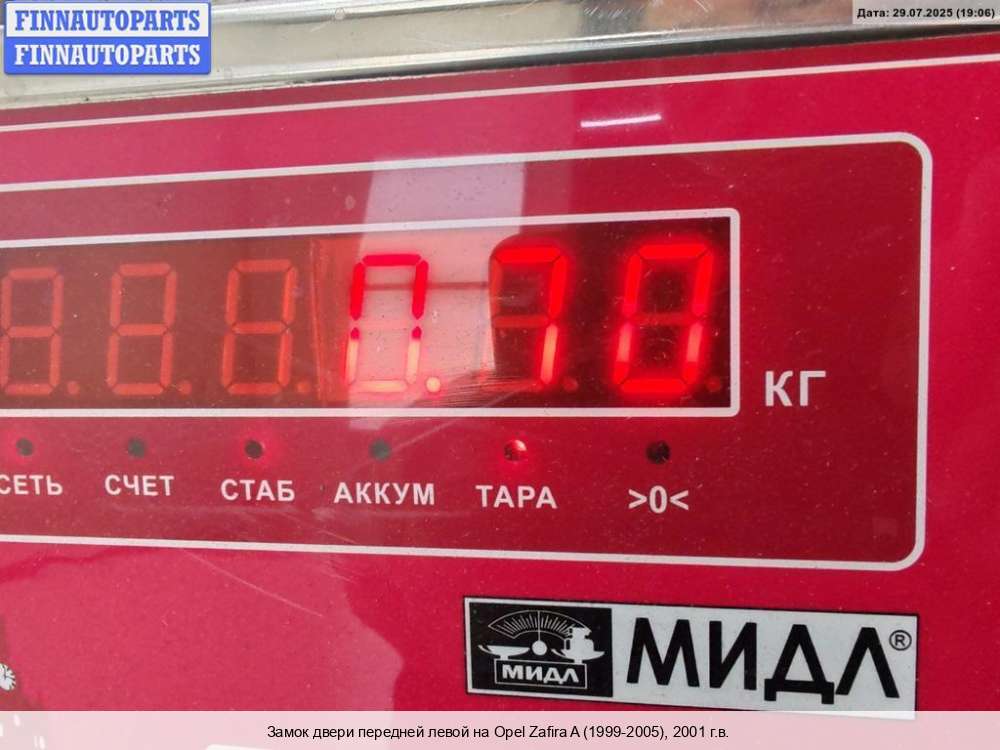 FINNAUTOPARTS
FINNAUTOPARTS
Дата: 29.07.2025 (19:06)
0.70
КГ
СЕТЬ СЧЕТ СТАБ АККУМ ТАРА >0<
МИДЛ МИДЛ®
Замок двери передней левой на Opel Zafira A (1999-2005), 2001 г.в.